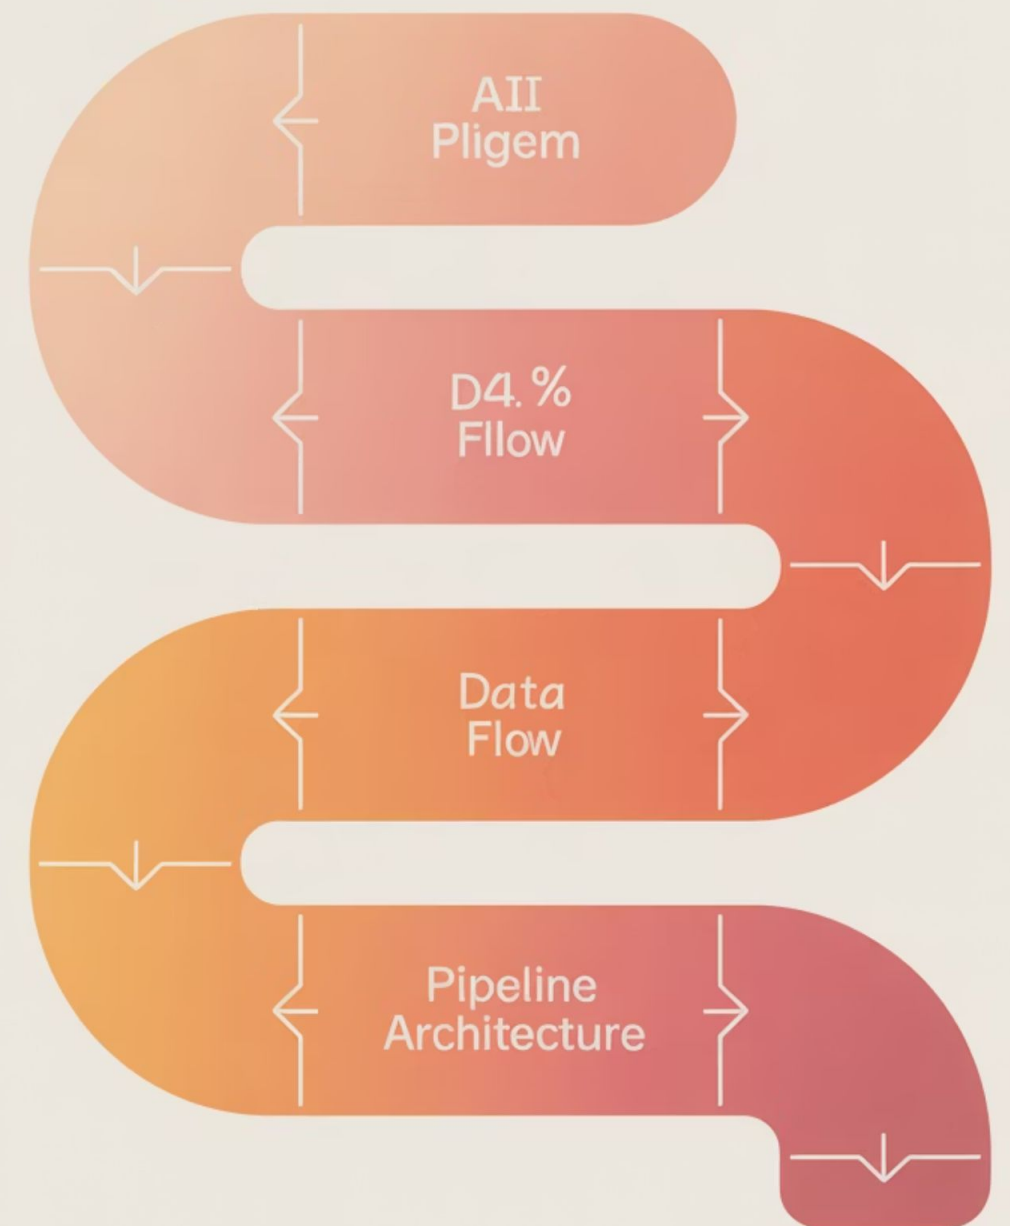 AII
Pligem
D4.%
Fllow
Data
Flow
Pipeline
Architecture